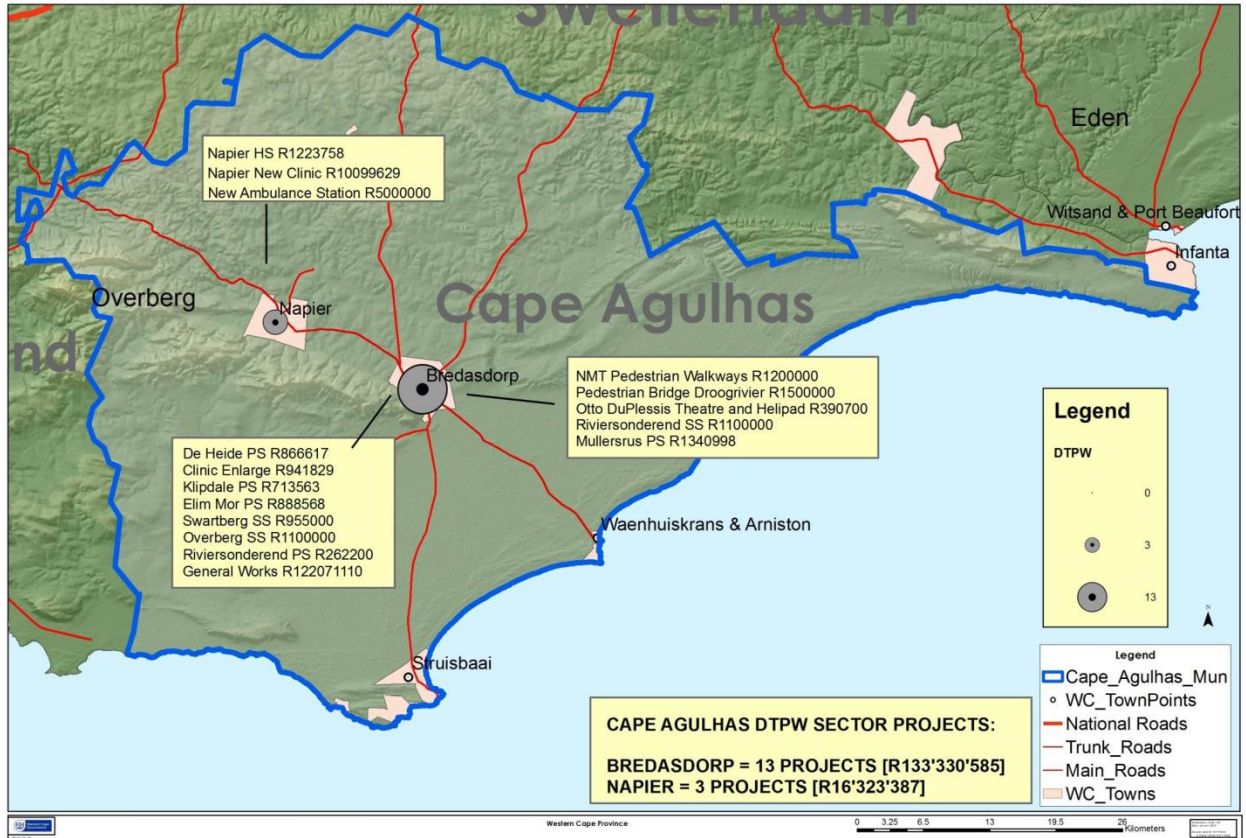 Swellendam
Eden
Napier HS R1223758
Napier New Clinic R10099629
New Ambulance Station R5000000
Witsand & Port Beaufort
Infanta
Overberg
Napier
Cape Agulhas
nd
Bredasdorp
NMT Pedestrian Walkways R1200000
Pedestrian Bridge Droogrivier R1500000
Otto DuPlessis Theatre and Helipad R390700
Riviersonderend SS R1100000
Mullersrus PS R1340998
De Heide PS R866617
Clinic Enlarge R941829
Klipdale PS R713563
Elim Mor PS R888568
Swartberg SS R955000
Overberg SS R1100000
Riviersonderend PS R262200
General Works R122071110
Waenhuiskrans & Arniston
Struisbaai
Legend
DTPW
0
3
13
N
Legend
Cape_Agulhas_Mun
WC_TownPoints
National Roads
Trunk_Roads
Main_Roads
WC_Towns
CAPE AGULHAS DTPW SECTOR PROJECTS:
BREDASDORP = 13 PROJECTS [R133'330'585]
NAPIER = 3 PROJECTS [R16'323'387]
Western Cape Province
0 3.25 6.5 13 19.5 26
Kilometers